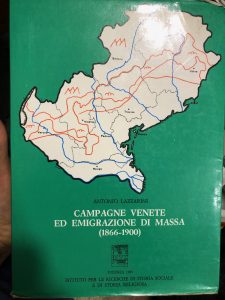 ANTONIO LAZZARINI
CAMPAGNE VENETE
ED EMIGRAZIONE DI MASSA
(1866-1900)
VICENZA 1981
ISTITUTO PER LE RICERCHE DI STORIA SOCIALE
E DI STORIA RELIGIOSA